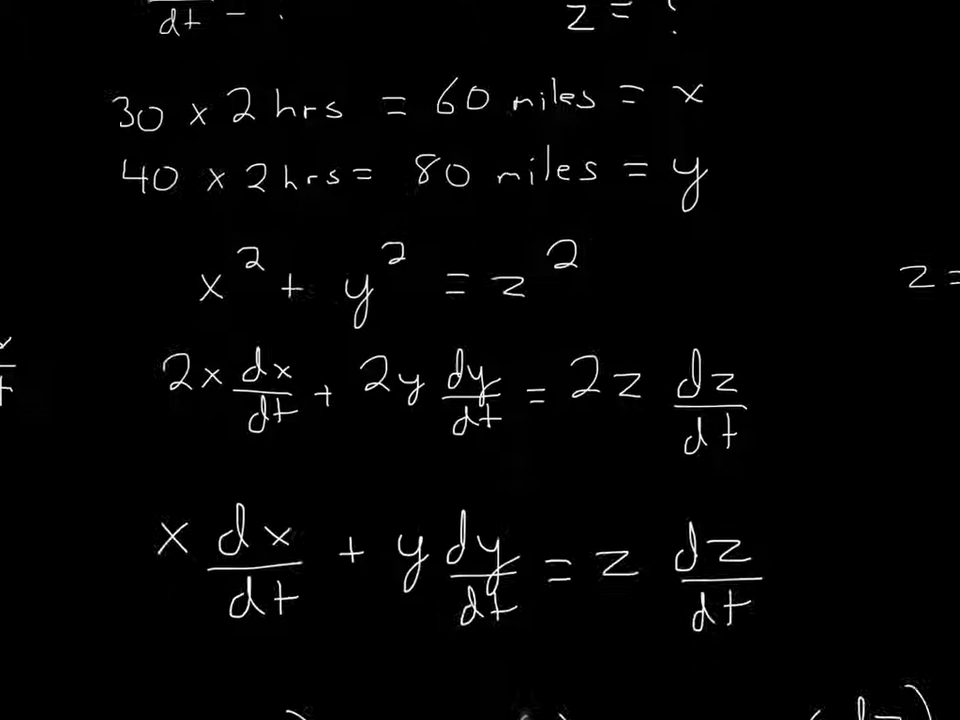 dt = . z = ?
30 x 2 hrs = 60 miles = x
40 x 2 hrs = 80 miles = y
x² + y² = z²
z =
2x dx/dt + 2y dy/dt = 2z dz/dt
x dx/dt + y dy/dt = z dz/dt